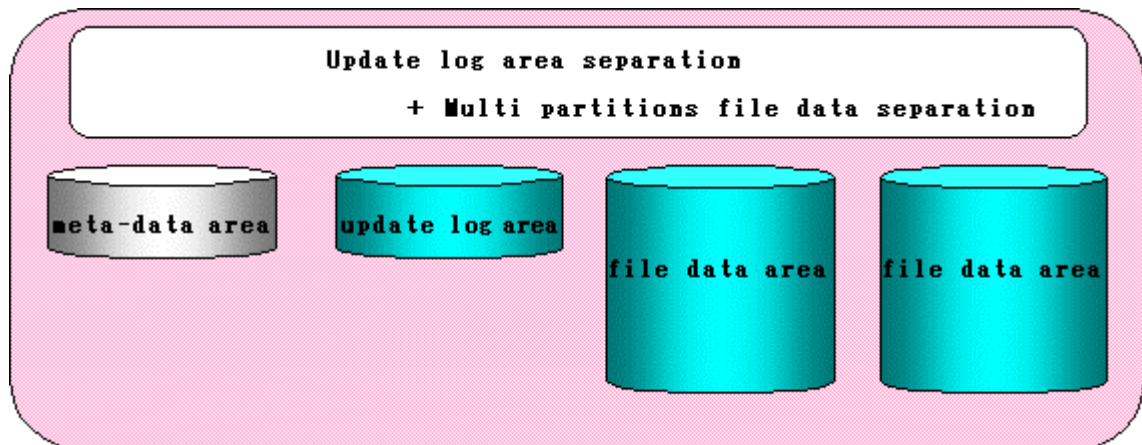 Update log area separation
+ Multi partitions file data separation
meta-data area
update log area
file data area
file data area